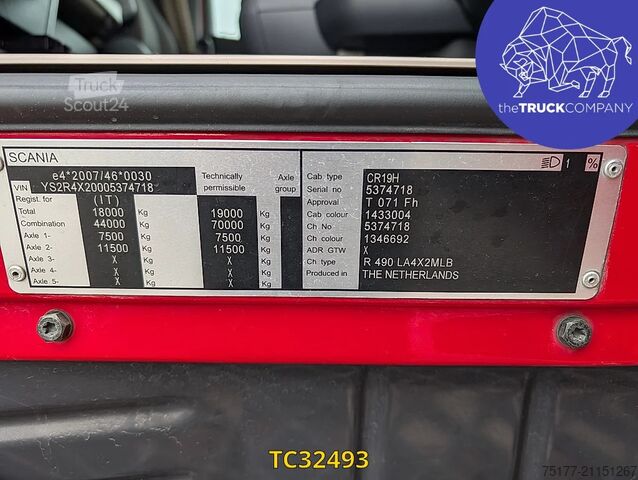 Truck
Scout24
theTRUCKCOMPANY
SCANIA
1 %
e4*2007/46*0030
VIN YS2R4X20005374718
Technically permissible
Axle group
Regist. for (IT)
Total 18000 Kg 19000 Kg
Combination 44000 Kg 70000 Kg
Axle 1- 7500 Kg 7500 Kg
Axle 2- 11500 Kg 11500 Kg
Axle 3- X Kg X Kg
Axle 4- X Kg X Kg
Axle 5- X Kg X Kg
Cab type CR19H
Serial no 5374718
Approval T 071 Fh
Cab colour 1433004
Ch. No 5374718
Ch colour 1346692
ADR GTW X
Ch type R 490 LA4X2MLB
Produced in THE NETHERLANDS
TC32493
75177-21151267